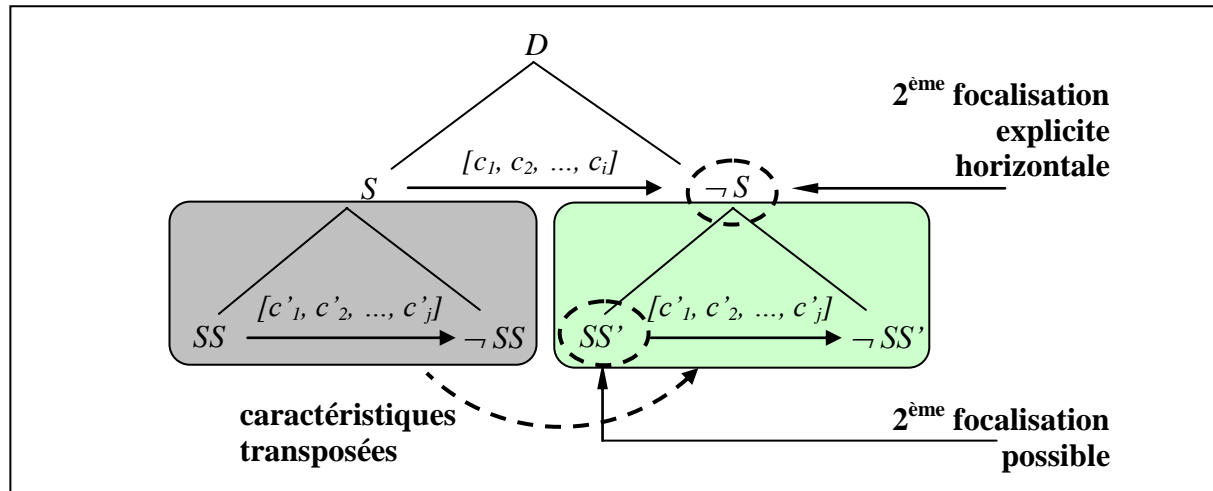 D
2ème focalisation
explicite
horizontale
[c1, c2, ..., ci]
S
¬ S
[c’1, c’2, ..., c’j]
[c’1, c’2, ..., c’j]
SS
¬ SS
SS’
¬ SS’
caractéristiques
transposées
2ème focalisation
possible